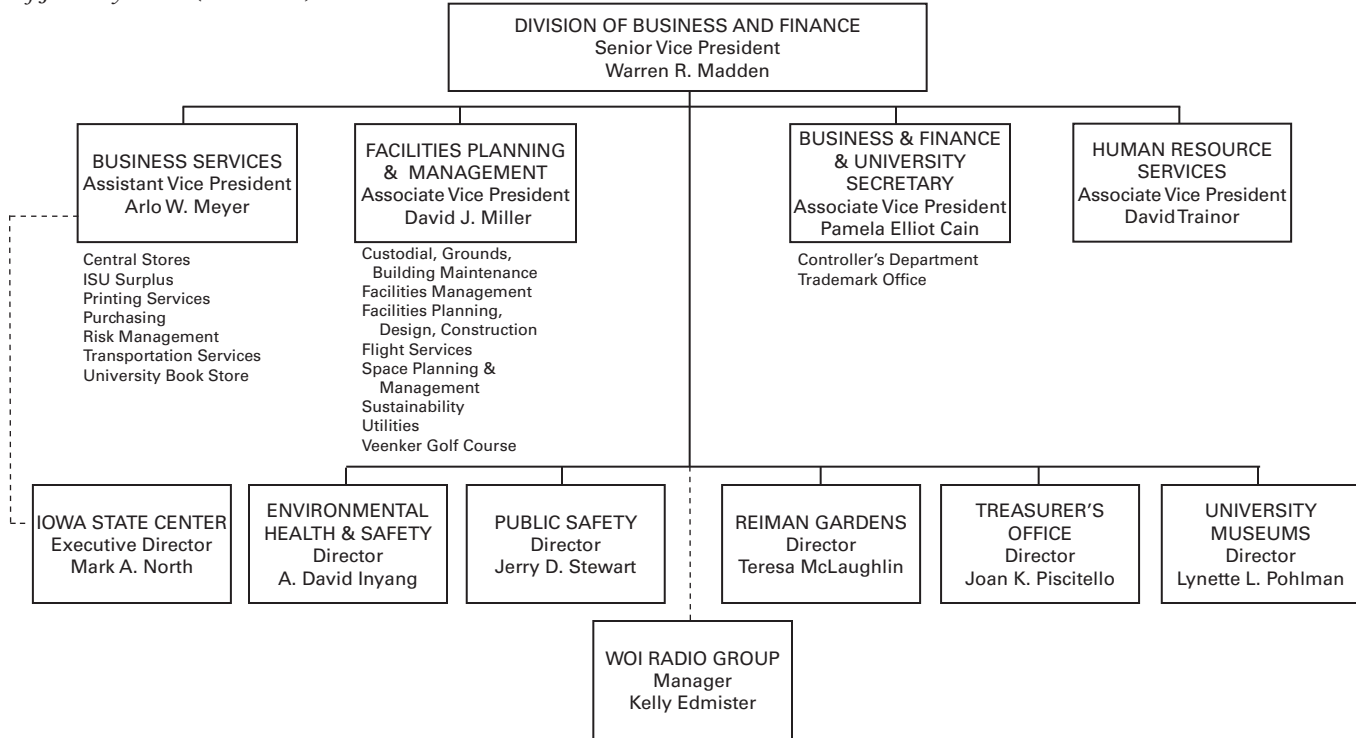 DIVISION OF BUSINESS AND FINANCE
Senior Vice President
Warren R. Madden
BUSINESS SERVICES
Assistant Vice President
Arlo W. Meyer
Central Stores
ISU Surplus
Printing Services
Purchasing
Risk Management
Transportation Services
University Book Store
FACILITIES PLANNING
& MANAGEMENT
Associate Vice President
David J. Miller
Custodial, Grounds,
Building Maintenance
Facilities Management
Facilities Planning,
Design, Construction
Flight Services
Space Planning &
Management
Sustainability
Utilities
Veenker Golf Course
BUSINESS & FINANCE
& UNIVERSITY
SECRETARY
Associate Vice President
Pamela Elliot Cain
Controller's Department
Trademark Office
HUMAN RESOURCE
SERVICES
Associate Vice President
David Trainor
IOWA STATE CENTER
Executive Director
Mark A. North
ENVIRONMENTAL
HEALTH & SAFETY
Director
A. David Inyang
PUBLIC SAFETY
Director
Jerry D. Stewart
REIMAN GARDENS
Director
Teresa McLaughlin
TREASURER'S
OFFICE
Director
Joan K. Piscitello
UNIVERSITY
MUSEUMS
Director
Lynette L. Pohlman
WOI RADIO GROUP
Manager
Kelly Edmister